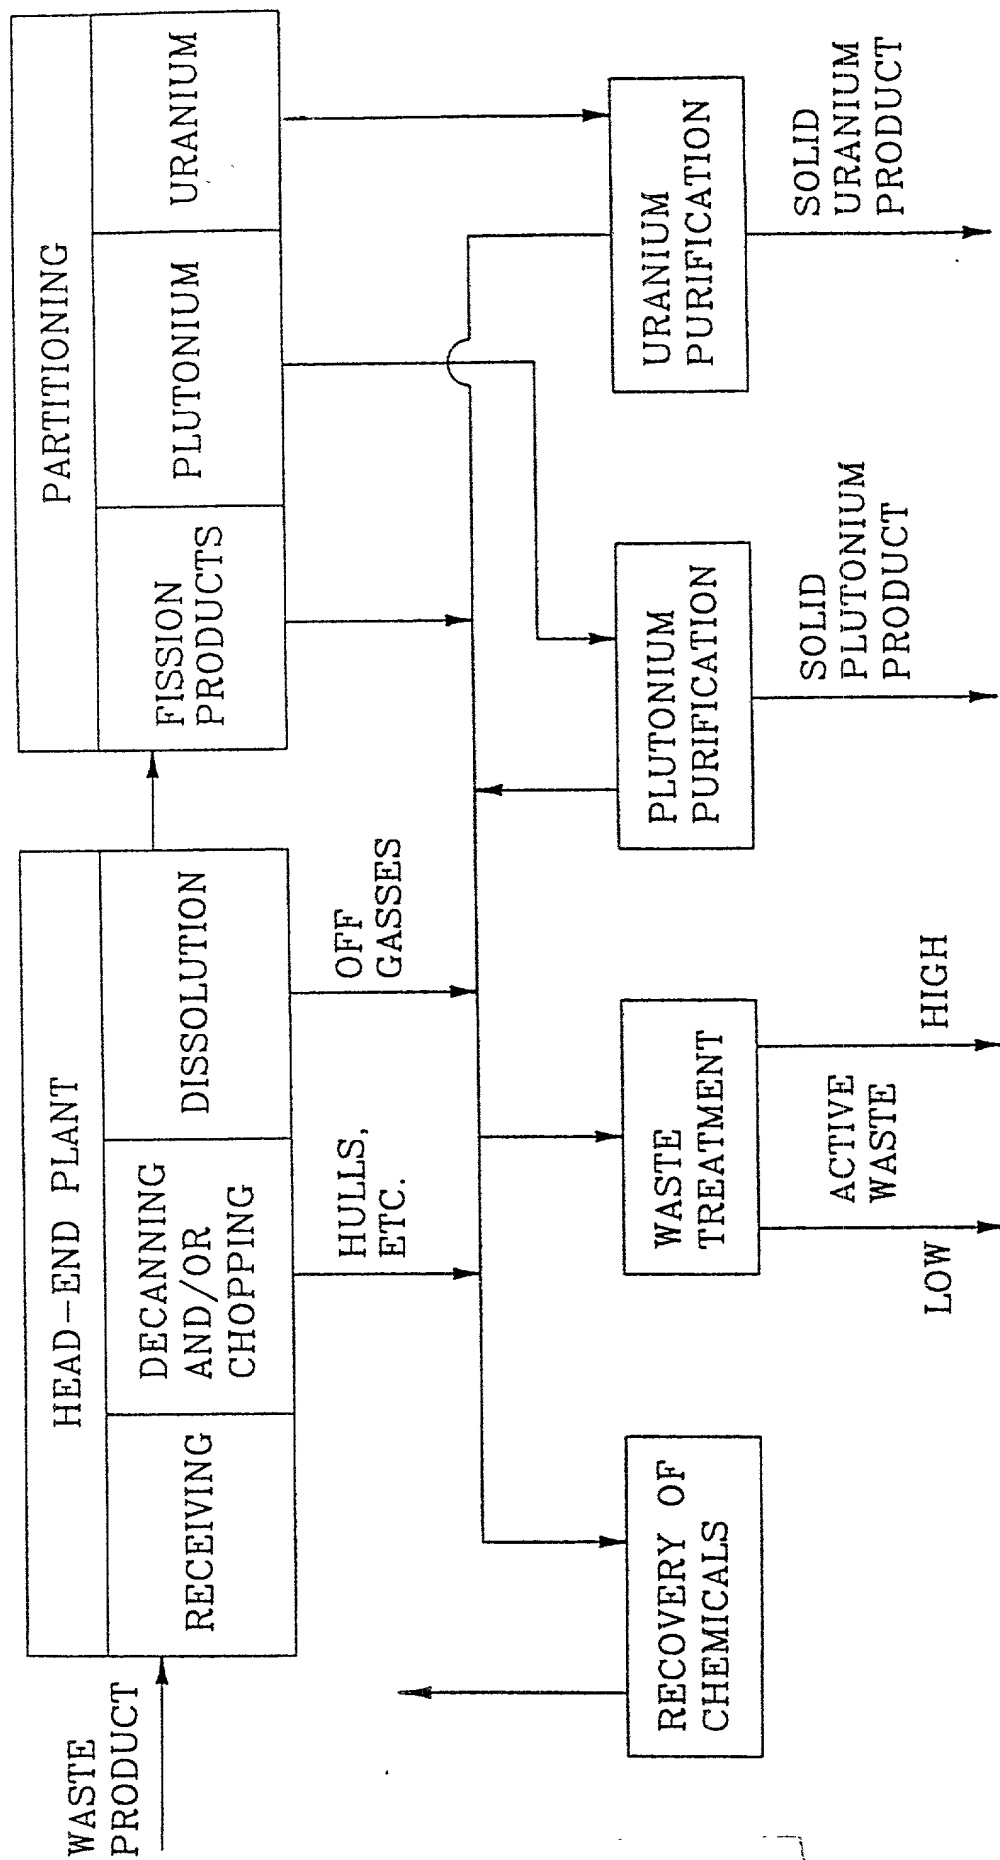 WASTE
PRODUCT
HEAD-END PLANT
RECEIVING
DECANNING
AND/OR
CHOPPING
DISSOLUTION
PARTITIONING
FISSION
PRODUCTS
PLUTONIUM
URANIUM
HULLS,
ETC.
OFF
GASSES
RECOVERY OF
CHEMICALS
WASTE
TREATMENT
PLUTONIUM
PURIFICATION
URANIUM
PURIFICATION
LOW
ACTIVE
WASTE
HIGH
SOLID
PLUTONIUM
PRODUCT
SOLID
URANIUM
PRODUCT